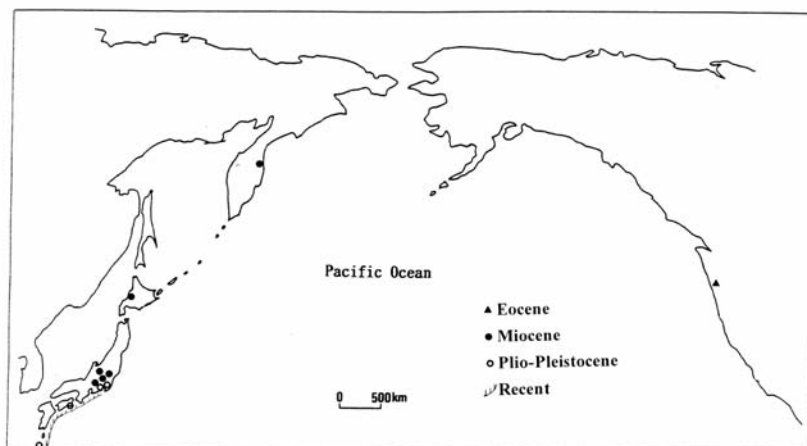 Pacific Ocean
▲ Eocene
● Miocene
○ Plio-Pleistocene
Recent
0 500km